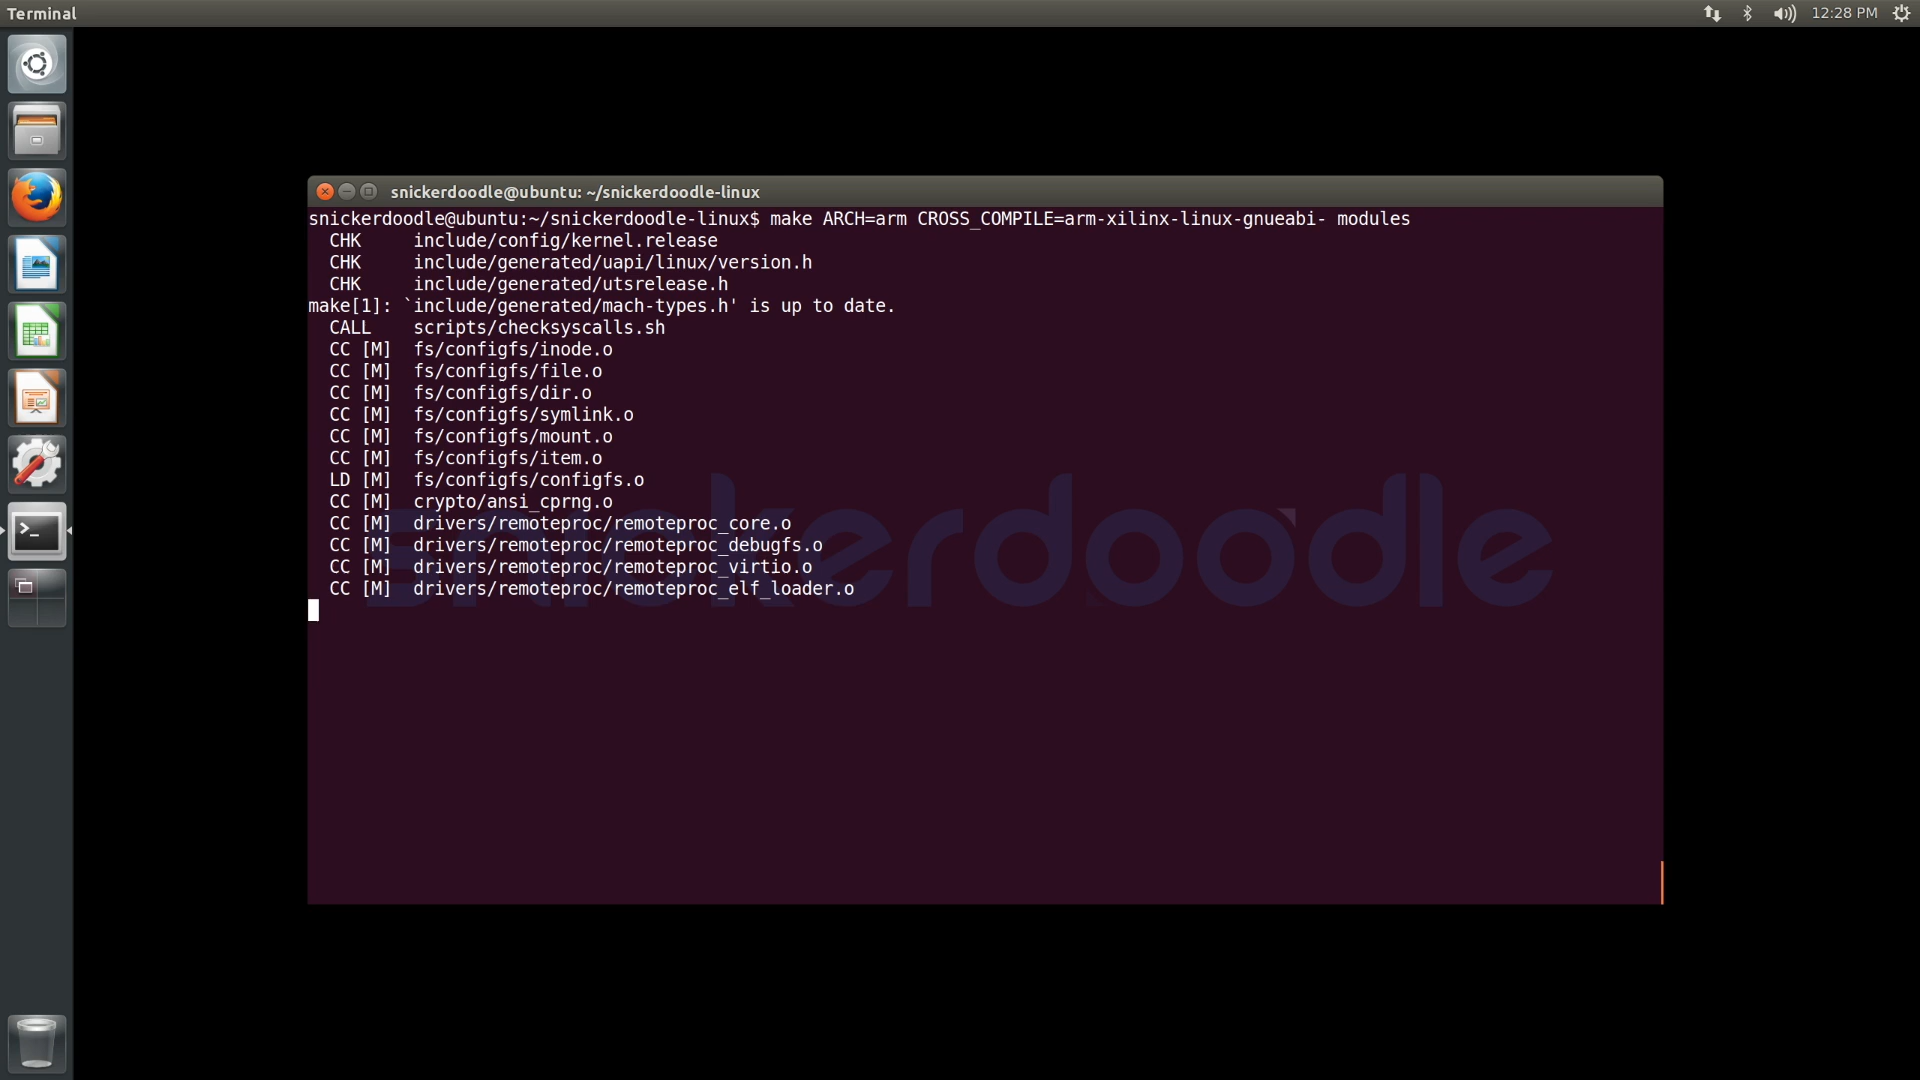 Terminal
12:28 PM
snickerdoodle@ubuntu: ~/snickerdoodle-linux
snickerdoodle@ubuntu:~/snickerdoodle-linux$ make ARCH=arm CROSS_COMPILE=arm-xilinx-linux-gnueabi- modules
CHK include/config/kernel.release
CHK include/generated/uapi/linux/version.h
CHK include/generated/utsrelease.h
make[1]: `include/generated/mach-types.h' is up to date.
CALL scripts/checksyscalls.sh
CC [M] fs/configfs/inode.o
CC [M] fs/configfs/file.o
CC [M] fs/configfs/dir.o
CC [M] fs/configfs/symlink.o
CC [M] fs/configfs/mount.o
CC [M] fs/configfs/item.o
LD [M] fs/configfs/configfs.o
CC [M] crypto/ansi_cprng.o
CC [M] drivers/remoteproc/remoteproc_core.o
CC [M] drivers/remoteproc/remoteproc_debugfs.o
CC [M] drivers/remoteproc/remoteproc_virtio.o
CC [M] drivers/remoteproc/remoteproc_elf_loader.o
snickerdoodle